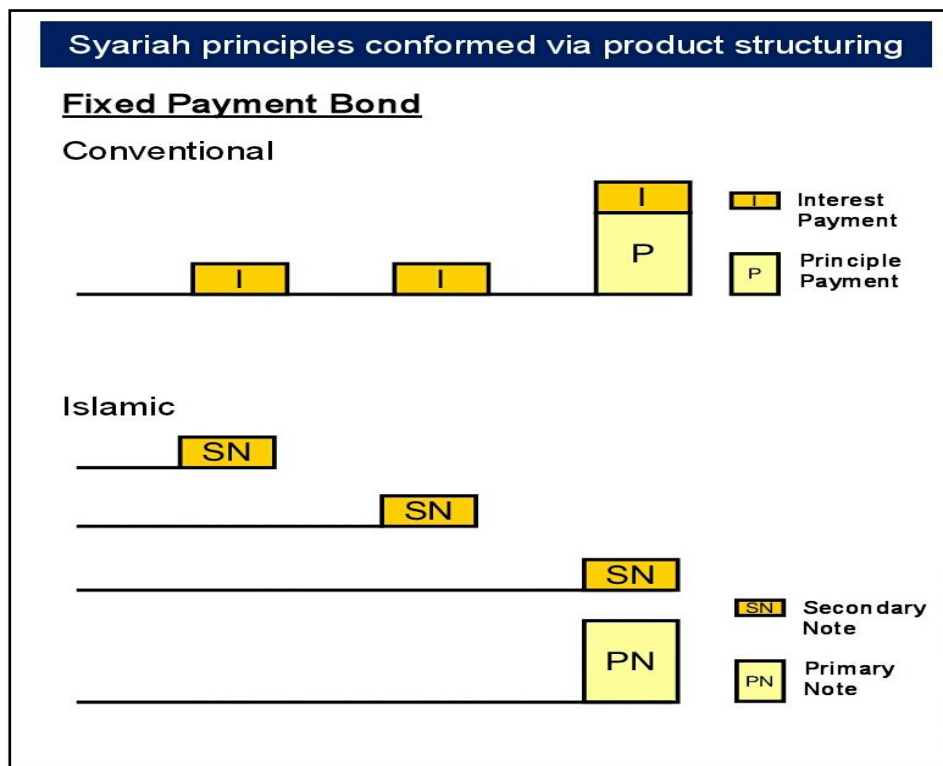 Syariah principles conformed via product structuring
Fixed Payment Bond
Conventional
I
I
I
P
I
Interest
Payment
P
Principle
Payment
Islamic
SN
SN
SN
PN
SN
Secondary
Note
PN
Primary
Note